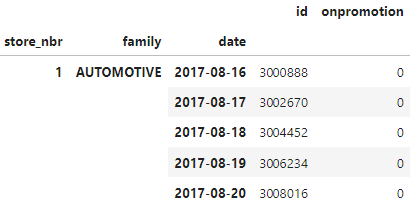 id onpromotion
store_nbr family date
1 AUTOMOTIVE 2017-08-16 3000888 0
2017-08-17 3002670 0
2017-08-18 3004452 0
2017-08-19 3006234 0
2017-08-20 3008016 0